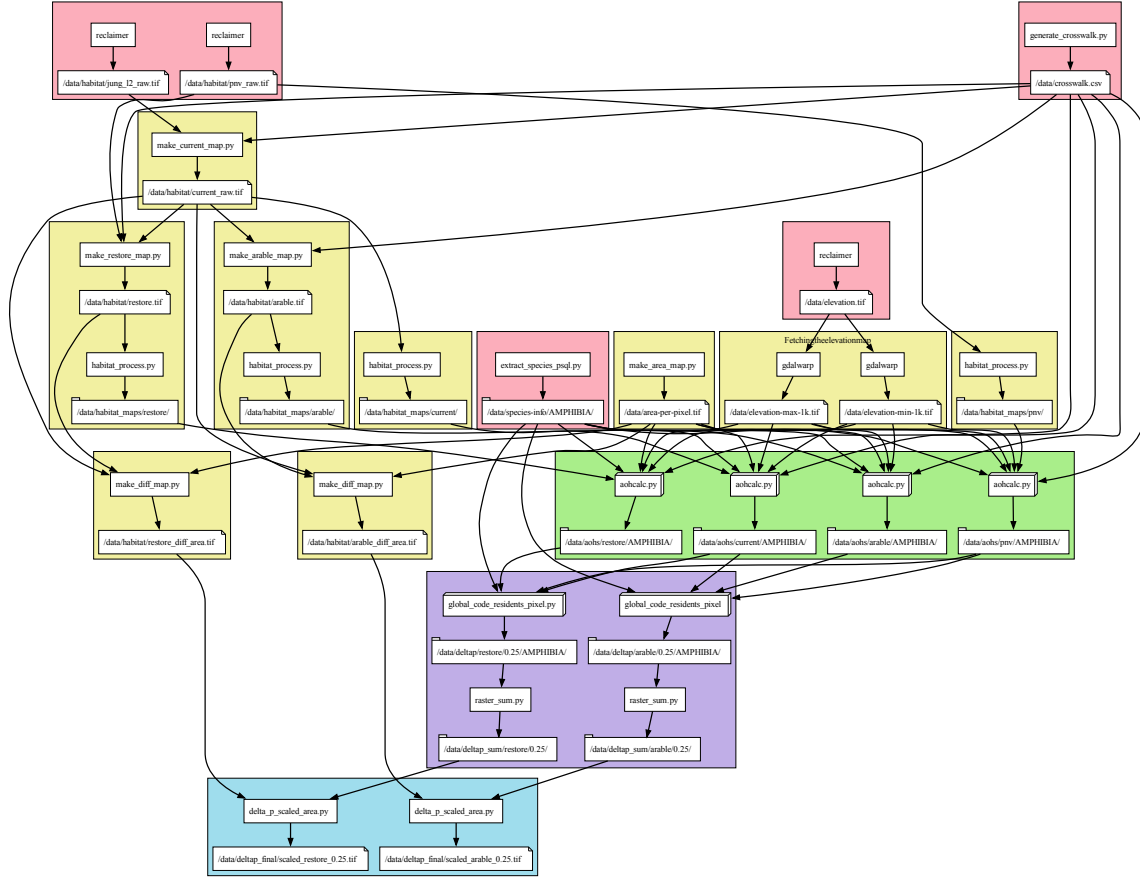 reclaimer
reclaimer
generate_crosswalk.py
/data/habitat/jung_l2_raw.tif
/data/habitat/pnv_raw.tif
/data/crosswalk.csv
make_current_map.py
/data/habitat/current_raw.tif
make_restore_map.py
make_arable_map.py
reclaimer
/data/habitat/restore.tif
/data/habitat/arable.tif
/data/elevation.tif
Fetchingtheelevationmap
habitat_process.py
habitat_process.py
habitat_process.py
extract_species_psql.py
make_area_map.py
gdalwarp
gdalwarp
habitat_process.py
/data/habitat_maps/restore/
/data/habitat_maps/arable/
/data/habitat_maps/current/
/data/species-info/AMPHIBIA/
/data/area-per-pixel.tif
/data/elevation-max-1k.tif
/data/elevation-min-1k.tif
/data/habitat_maps/pnv/
make_diff_map.py
make_diff_map.py
aohcalc.py
aohcalc.py
aohcalc.py
aohcalc.py
/data/habitat/restore_diff_area.tif
/data/habitat/arable_diff_area.tif
/data/aohs/restore/AMPHIBIA/
/data/aohs/current/AMPHIBIA/
/data/aohs/arable/AMPHIBIA/
/data/aohs/pnv/AMPHIBIA/
global_code_residents_pixel.py
global_code_residents_pixel
/data/deltap/restore/0.25/AMPHIBIA/
/data/deltap/arable/0.25/AMPHIBIA/
raster_sum.py
raster_sum.py
/data/deltap_sum/restore/0.25/
/data/deltap_sum/arable/0.25/
delta_p_scaled_area.py
delta_p_scaled_area.py
/data/deltap_final/scaled_restore_0.25.tif
/data/deltap_final/scaled_arable_0.25.tif